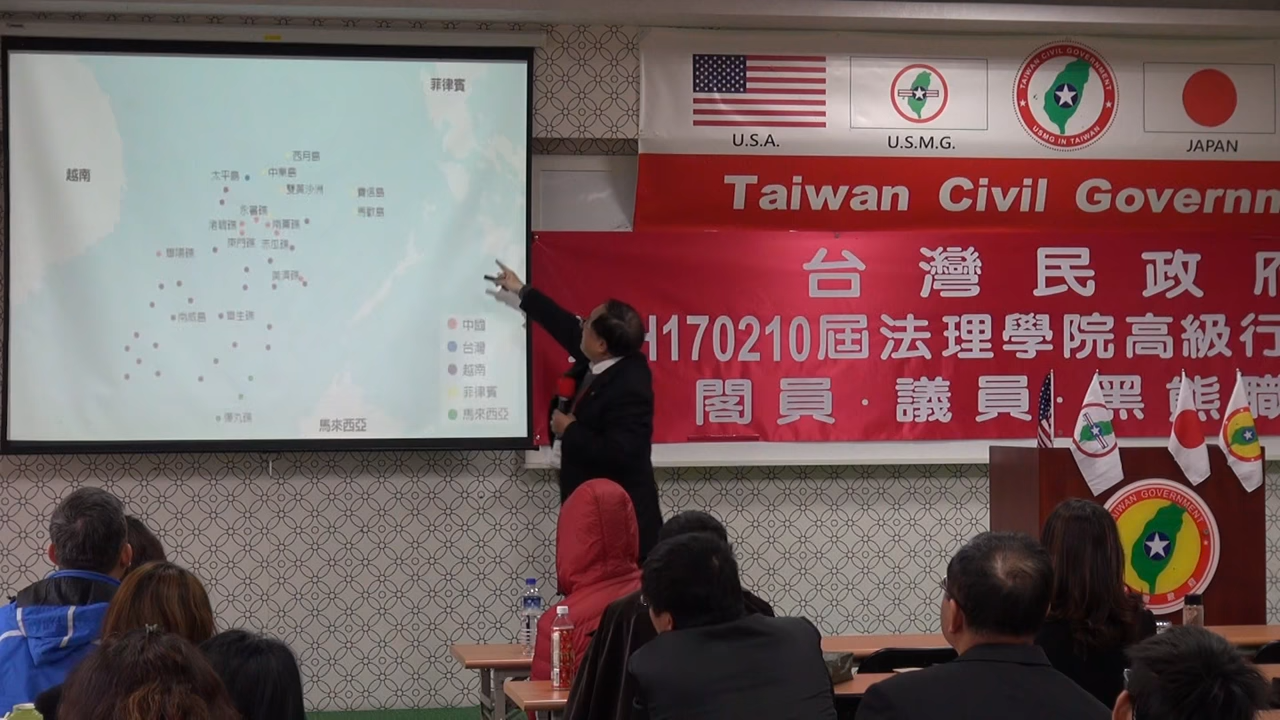 菲律賓
越南
西月島
太平島
中業島
雙黃沙洲
費信島
馬歡島
永暑礁
渚碧礁
南薰礁
東門礁
赤瓜礁
華陽礁
美濟礁
南威島
畢生礁
彈丸礁
馬來西亞
中國
台灣
越南
菲律賓
馬來西亞
U.S.A.
U.S.M.G.
TAIWAN CIVIL GOVERNMENT
USMG IN TAIWAN
JAPAN
Taiwan Civil Governm
台灣民政府
H170210屆法理學院高級行
閣員·議員·黑熊職
TAIWAN GOVERNMENT